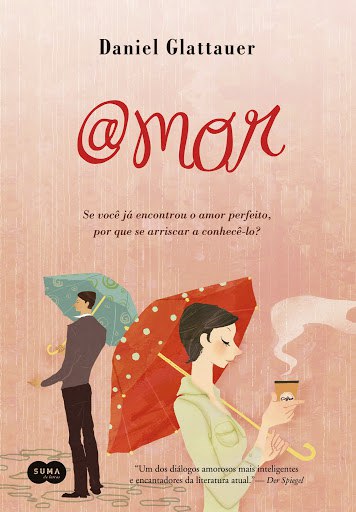 Daniel Glattauer
@mor
Se você já encontrou o amor perfeito,
por que se arriscar a conhecê-lo?
Coffee
SUMA
de letras
“Um dos diálogos amorosos mais inteligentes
e encantadores da literatura atual.” — Der Spiegel